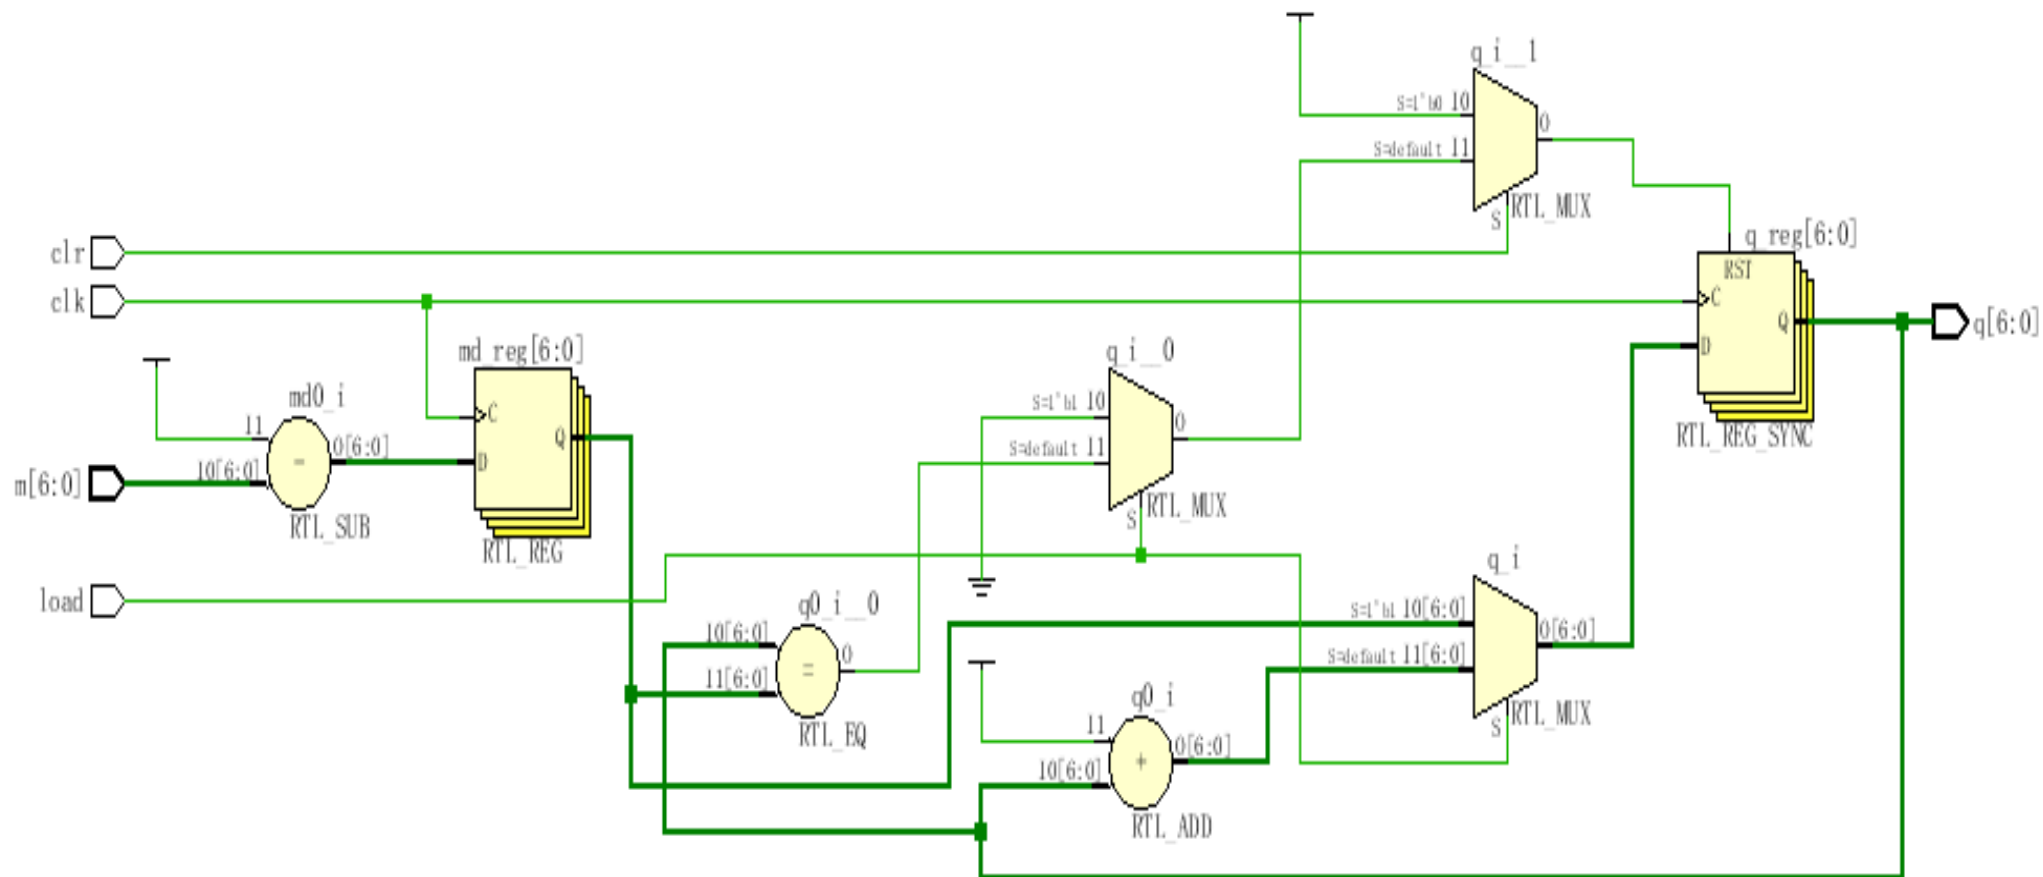 q_i__1
S=1'b0 I0
O
S=default I1
RTL_MUX
S
clr
q_reg[6:0]
RST
clk
C
Q
q[6:0]
D
RTL_REG_SYNC
md_reg[6:0]
q_i__0
md0_i
C
S=1'b1 I0
O
I1
O[6:0]
Q
S=default I1
-
D
m[6:0]
I0[6:0]
RTL_SUB
RTL_REG
RTL_MUX
S
q_i
load
q0_i__0
S=1'b1 I0[6:0]
I0[6:0]
O
O[6:0]
=
S=default I1[6:0]
I1[6:0]
RTL_EQ
q0_i
RTL_MUX
S
I1
O[6:0]
+
I0[6:0]
RTL_ADD